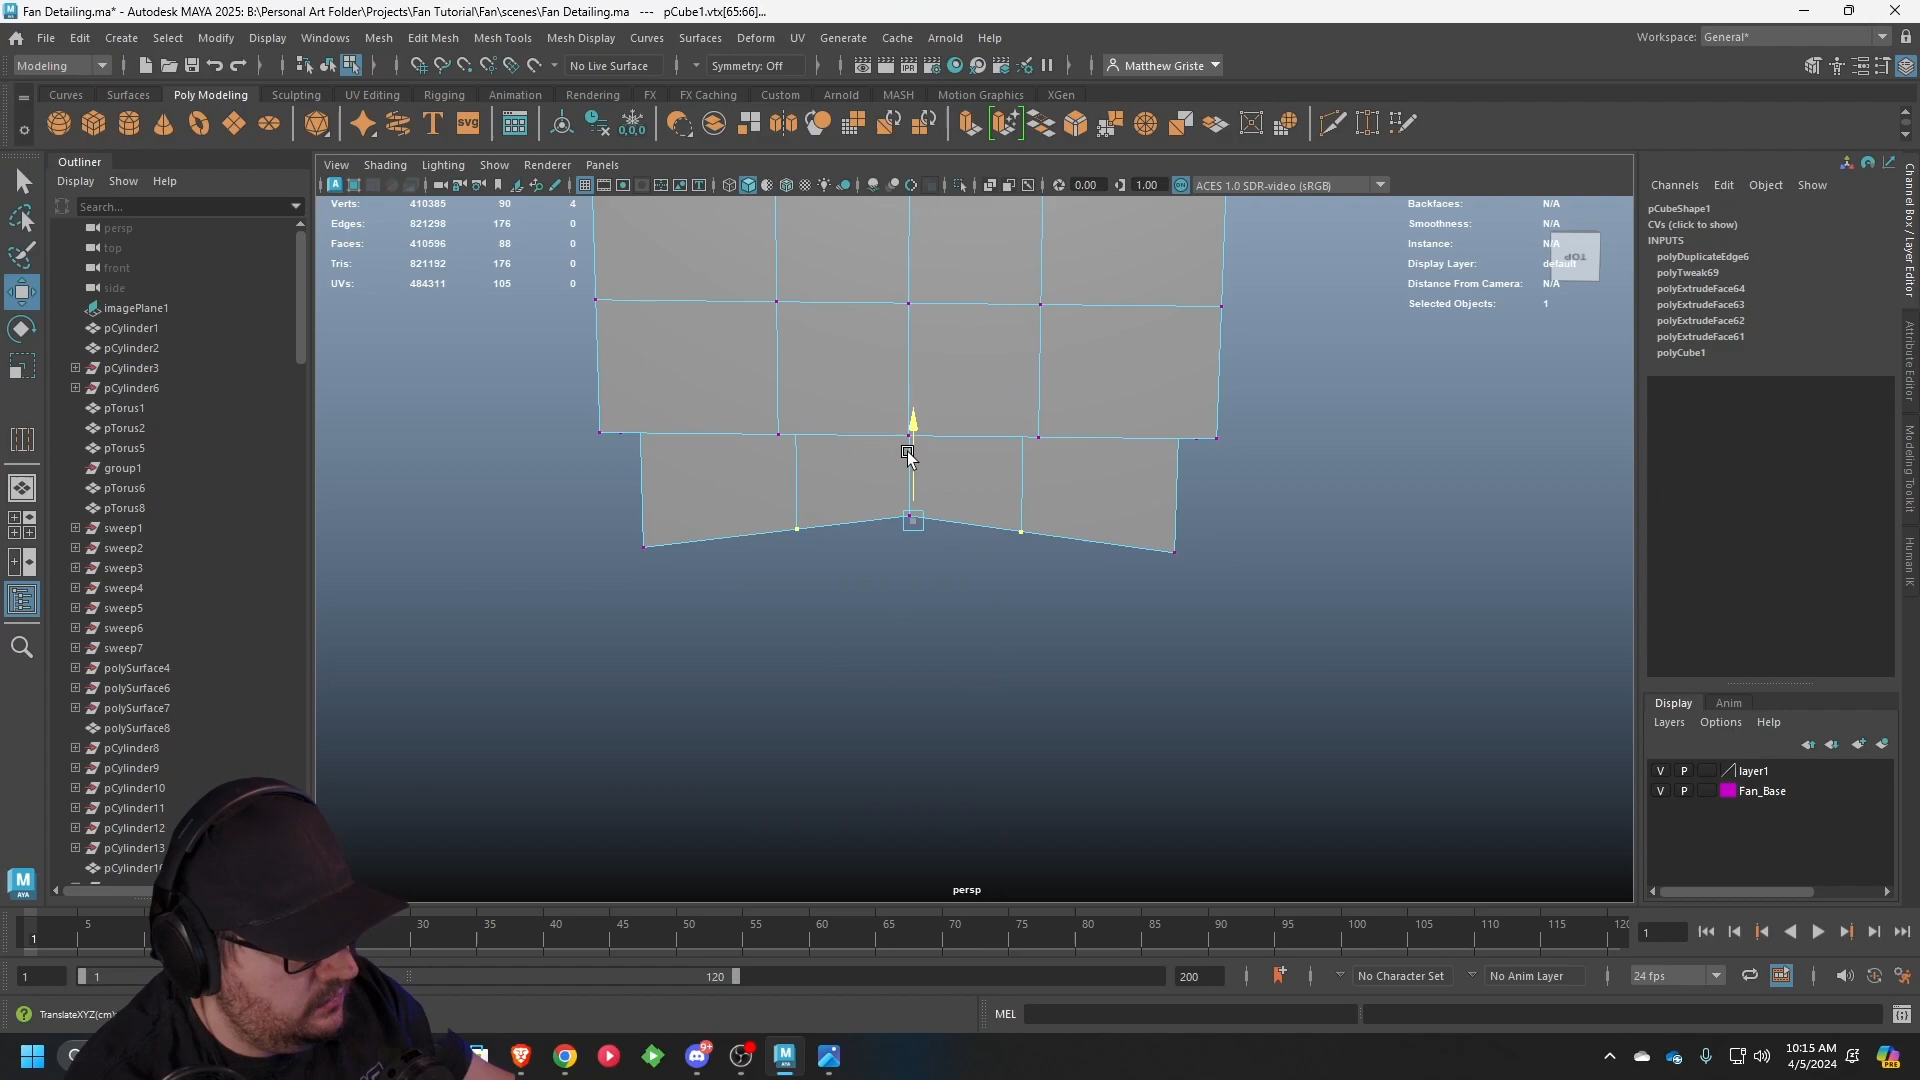 Fan Detailing.ma* - Autodesk MAYA 2025: B:\Personal Art Folder\Projects\Fan Tutorial\Fan\scenes\Fan Detailing.ma --- pCube1.vtx[65:66]...
File Edit Create Select Modify Display Windows Mesh Edit Mesh Mesh Tools Mesh Display Curves Surfaces Deform UV Generate Cache Arnold Help
Workspace: General*
Modeling
No Live Surface
Symmetry: Off
Matthew Griste
Curves Surfaces Poly Modeling Sculpting UV Editing Rigging Animation Rendering FX FX Caching Custom Arnold MASH Motion Graphics XGen
Outliner
Display Show Help
Search...
persp
top
front
side
imagePlane1
pCylinder1
pCylinder2
pCylinder3
pCylinder6
pTorus1
pTorus2
pTorus5
group1
pTorus6
pTorus8
sweep1
sweep2
sweep3
sweep4
sweep5
sweep6
sweep7
polySurface4
polySurface6
polySurface7
polySurface8
pCylinder8
pCylinder9
pCylinder10
pCylinder11
pCylinder12
pCylinder13
View Shading Lighting Show Renderer Panels
0.00
1.00
ACES 1.0 SDR-video (sRGB)
Verts: 410385 90 4
Edges: 821298 176 0
Faces: 410596 88 0
Tris: 821192 176 0
UVs: 484311 105 0
Backfaces: N/A
Smoothness: N/A
Instance: N/A
Display Layer: default
Distance From Camera: N/A
Selected Objects: 1
TOP
persp
Channels Edit Object Show
pCubeShape1
CVs (click to show)
INPUTS
polyDuplicateEdge6
polyTweak69
polyExtrudeFace64
polyExtrudeFace63
polyExtrudeFace62
polyExtrudeFace61
polyCube1
Channel Box / Layer Editor
Attribute Editor
Modeling Toolkit
Human IK
Display Anim
Layers Options Help
V P layer1
V P Fan_Base
5 30 35 40 45 50 55 60 65 70 75 80 85 90 95 100 105 110 115 120
1
1
1
1
120
200
No Character Set
No Anim Layer
24 fps
TranslateXYZ(cm)
MEL
M
AYA
9+
10:15 AM
4/5/2024
PRE